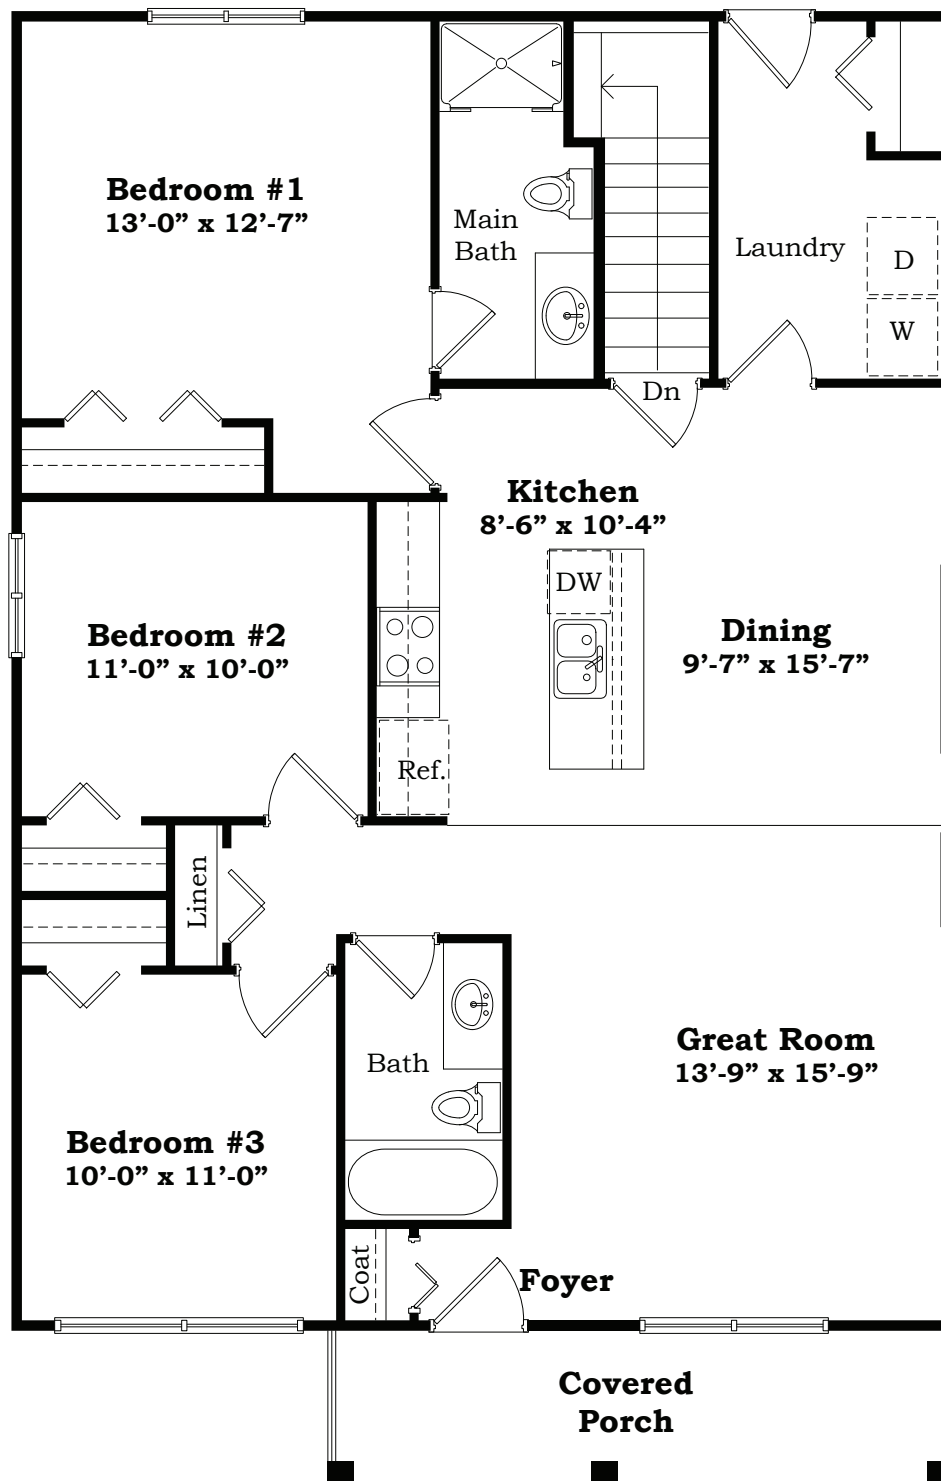 Bedroom #1
13’-0” x 12’-7”
Main
Bath
Laundry
D
W
Dn
Kitchen
8’-6” x 10’-4”
DW
Bedroom #2
11’-0” x 10’-0”
Dining
9’-7” x 15’-7”
Ref.
Linen
Great Room
13’-9” x 15’-9”
Bath
Bedroom #3
10’-0” x 11’-0”
Coat
Foyer
Covered
Porch